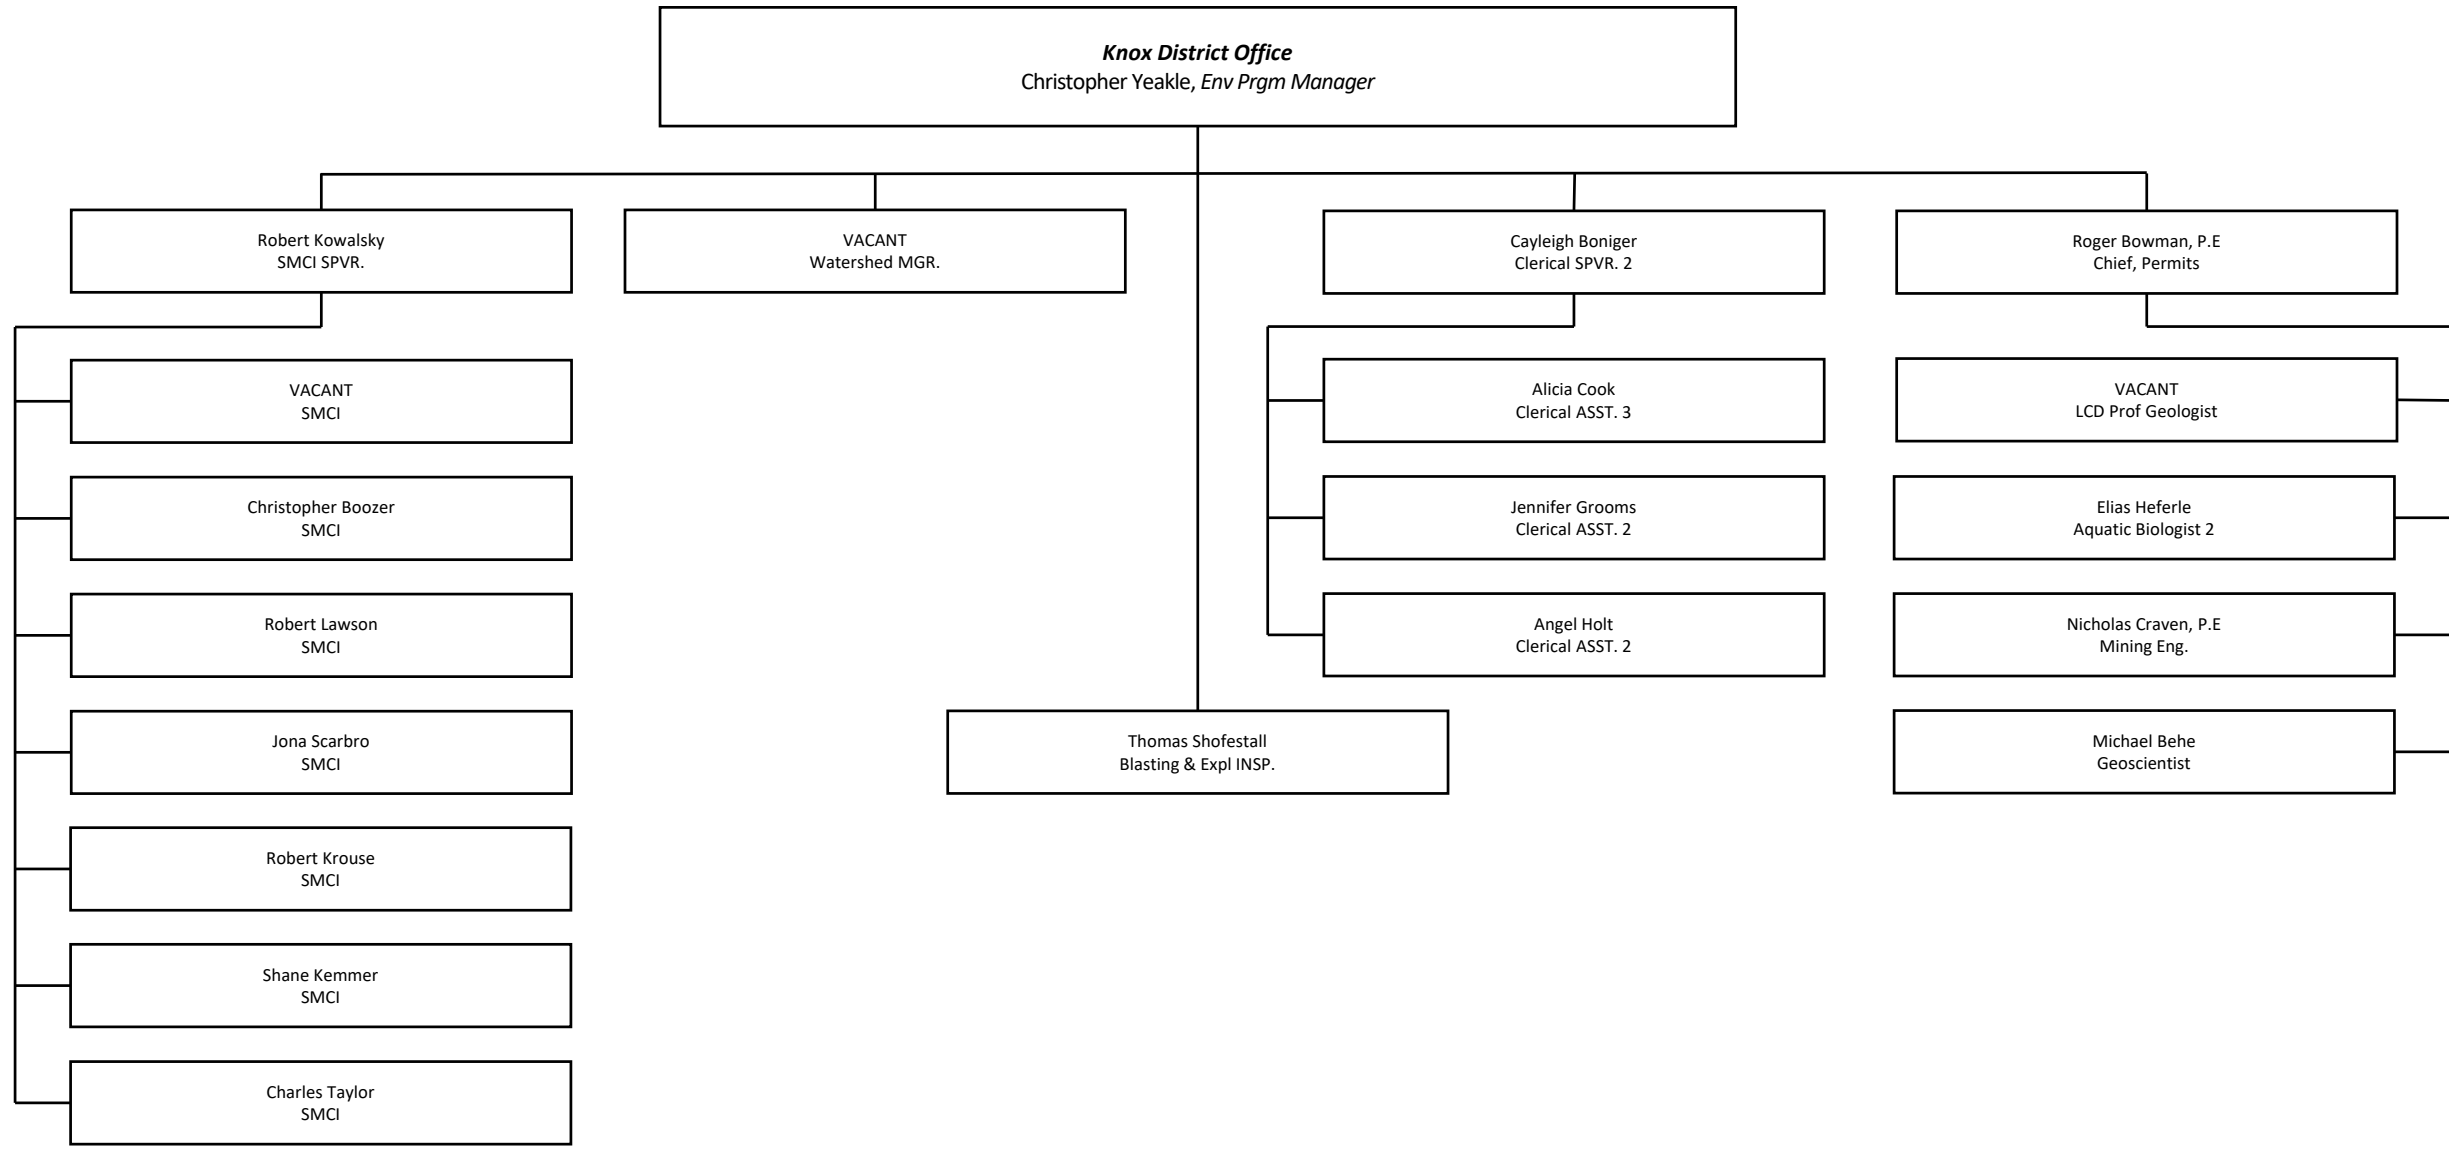 Knox District Office
Christopher Yeakle, Env Prgm Manager
Robert Kowalsky
SMCI SPVR.
VACANT
Watershed MGR.
Cayleigh Boniger
Clerical SPVR. 2
Roger Bowman, P.E
Chief, Permits
VACANT
SMCI
Christopher Boozer
SMCI
Robert Lawson
SMCI
Jona Scarbro
SMCI
Robert Krouse
SMCI
Shane Kemmer
SMCI
Charles Taylor
SMCI
Thomas Shofestall
Blasting & Expl INSP.
Alicia Cook
Clerical ASST. 3
Jennifer Grooms
Clerical ASST. 2
Angel Holt
Clerical ASST. 2
VACANT
LCD Prof Geologist
Elias Heferle
Aquatic Biologist 2
Nicholas Craven, P.E
Mining Eng.
Michael Behe
Geoscientist